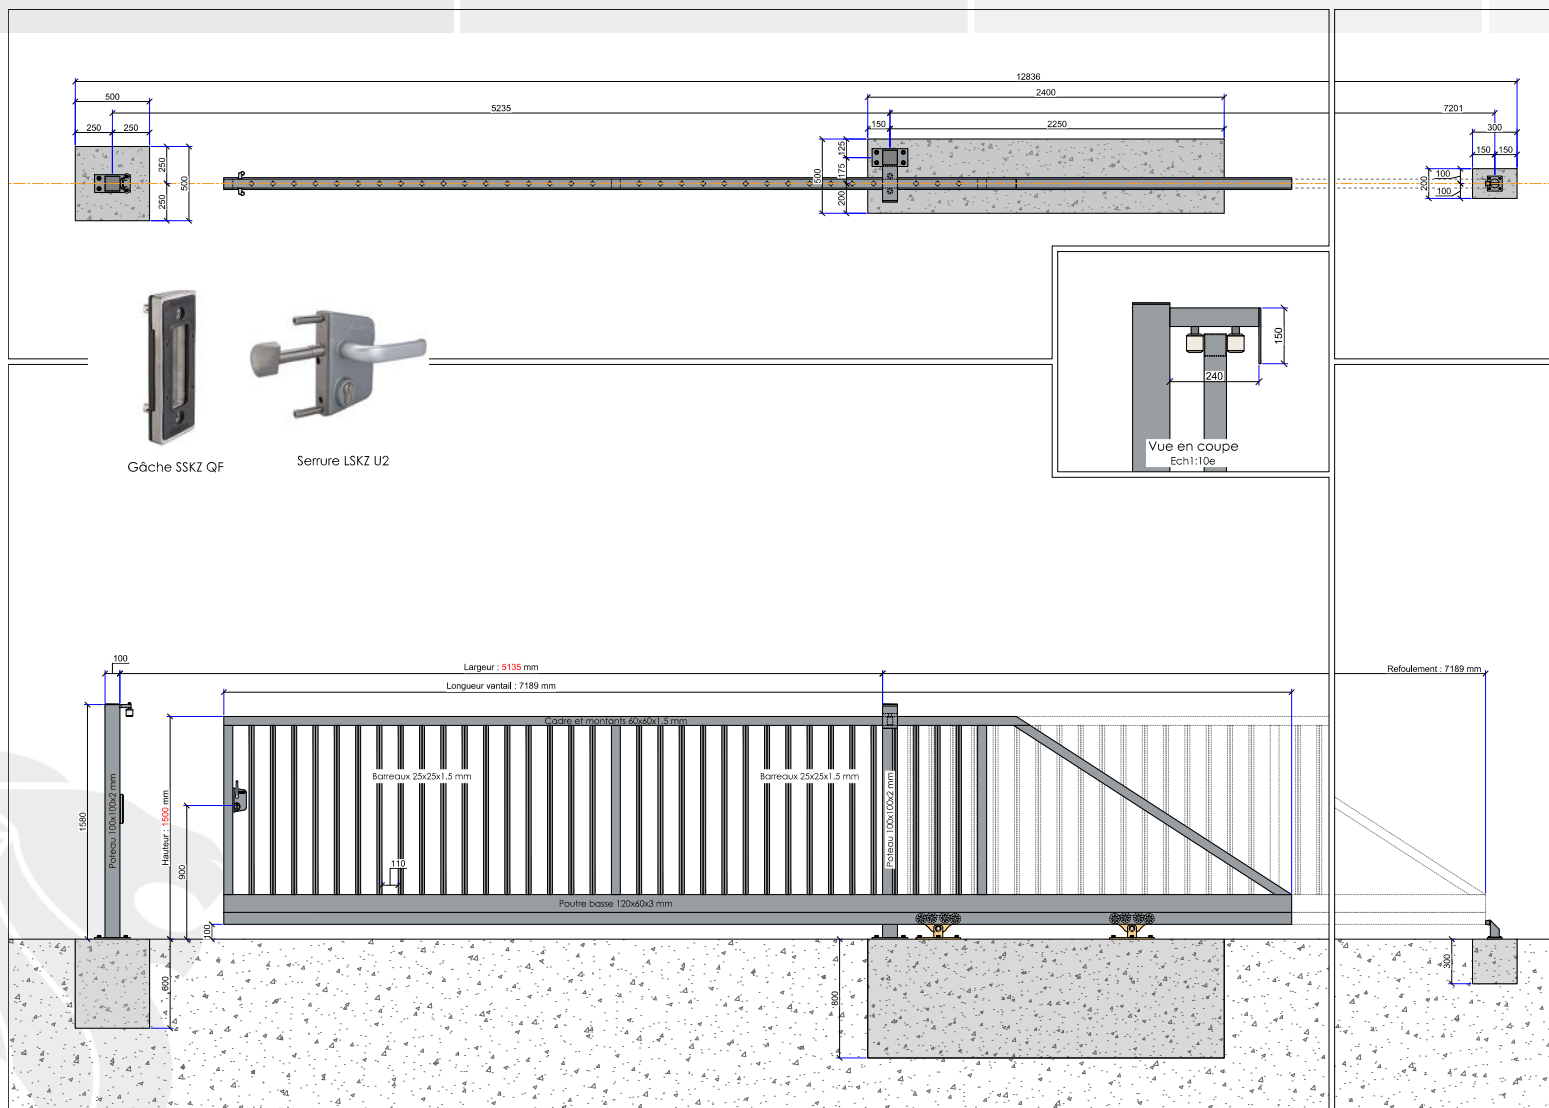 12836
500
2400
5235
7201
250
250
150
2250
300
150
150
250
500
250
125
175
500
200
200
100
100
150
240
Vue en coupe
Ech1:10e
Gâche SSKZ QF
Serrure LSKZ U2
100
Largeur : 5135 mm
Refoulement : 7189 mm
Longueur vantail : 7189 mm
Cadre et montants 60x60x1.5 mm
Barreaux 25x25x1.5 mm
Barreaux 25x25x1.5 mm
Poteau 100x100x2 mm
Poteau 100x100x2 mm
1580
Hauteur : 1500 mm
900
110
Poutre basse 120x60x3 mm
100
600
800
300